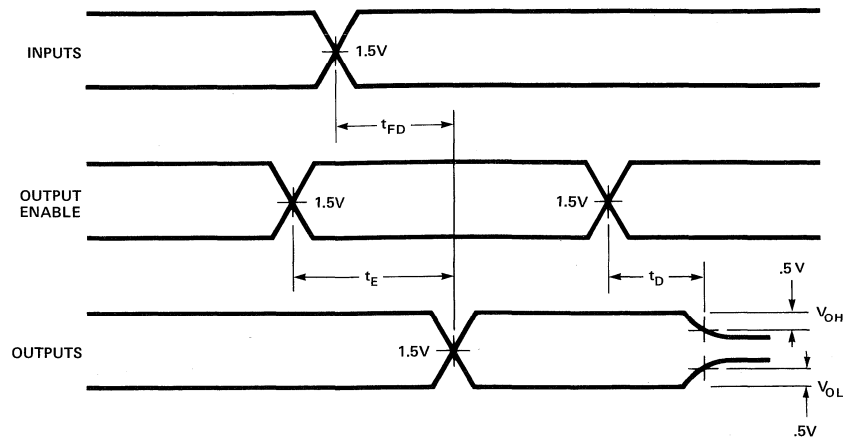 INPUTS
1.5V
tFD
OUTPUT
ENABLE
1.5V
1.5V
tE
tD
.5 V
VOH
OUTPUTS
1.5V
VOL
.5V